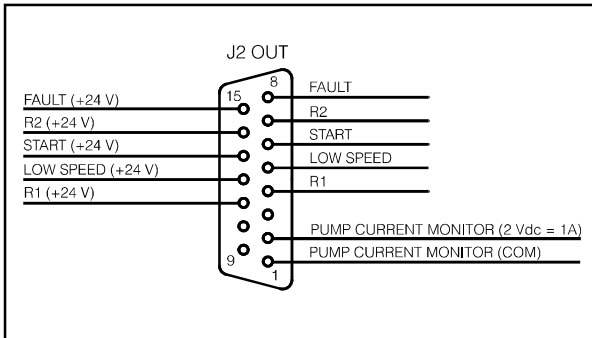 J2 OUT
15
8
FAULT (+24 V)
R2 (+24 V)
START (+24 V)
LOW SPEED (+24 V)
R1 (+24 V)
FAULT
R2
START
LOW SPEED
R1
PUMP CURRENT MONITOR (2 Vdc = 1A)
PUMP CURRENT MONITOR (COM)
9
1